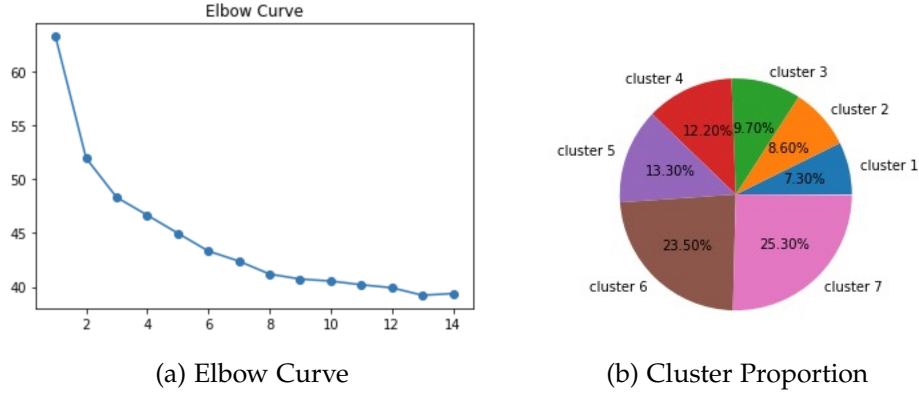 Elbow Curve
60
55
50
45
40
2 4 6 8 10 12 14
(a) Elbow Curve
cluster 3
cluster 4
cluster 2
12.20%
9.70%
8.60%
cluster 5
cluster 1
13.30%
7.30%
23.50%
25.30%
cluster 6
cluster 7
(b) Cluster Proportion